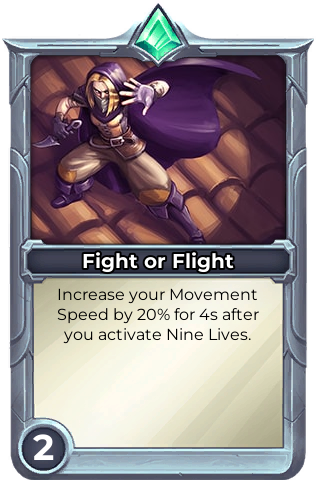 Fight or Flight
Increase your Movement
Speed by 20% for 4s after
you activate Nine Lives.
2